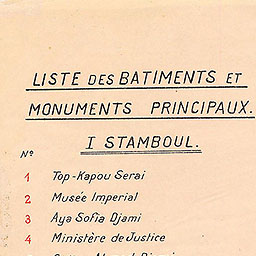 LISTE DES BATIMENTS ET
MONUMENTS PRINCIPAUX.
I STAMBOUL.
Nº
1 Top-Kapou Serai
2 Musée Imperial
3 Aya Sofia Djami
4 Ministère de Justice